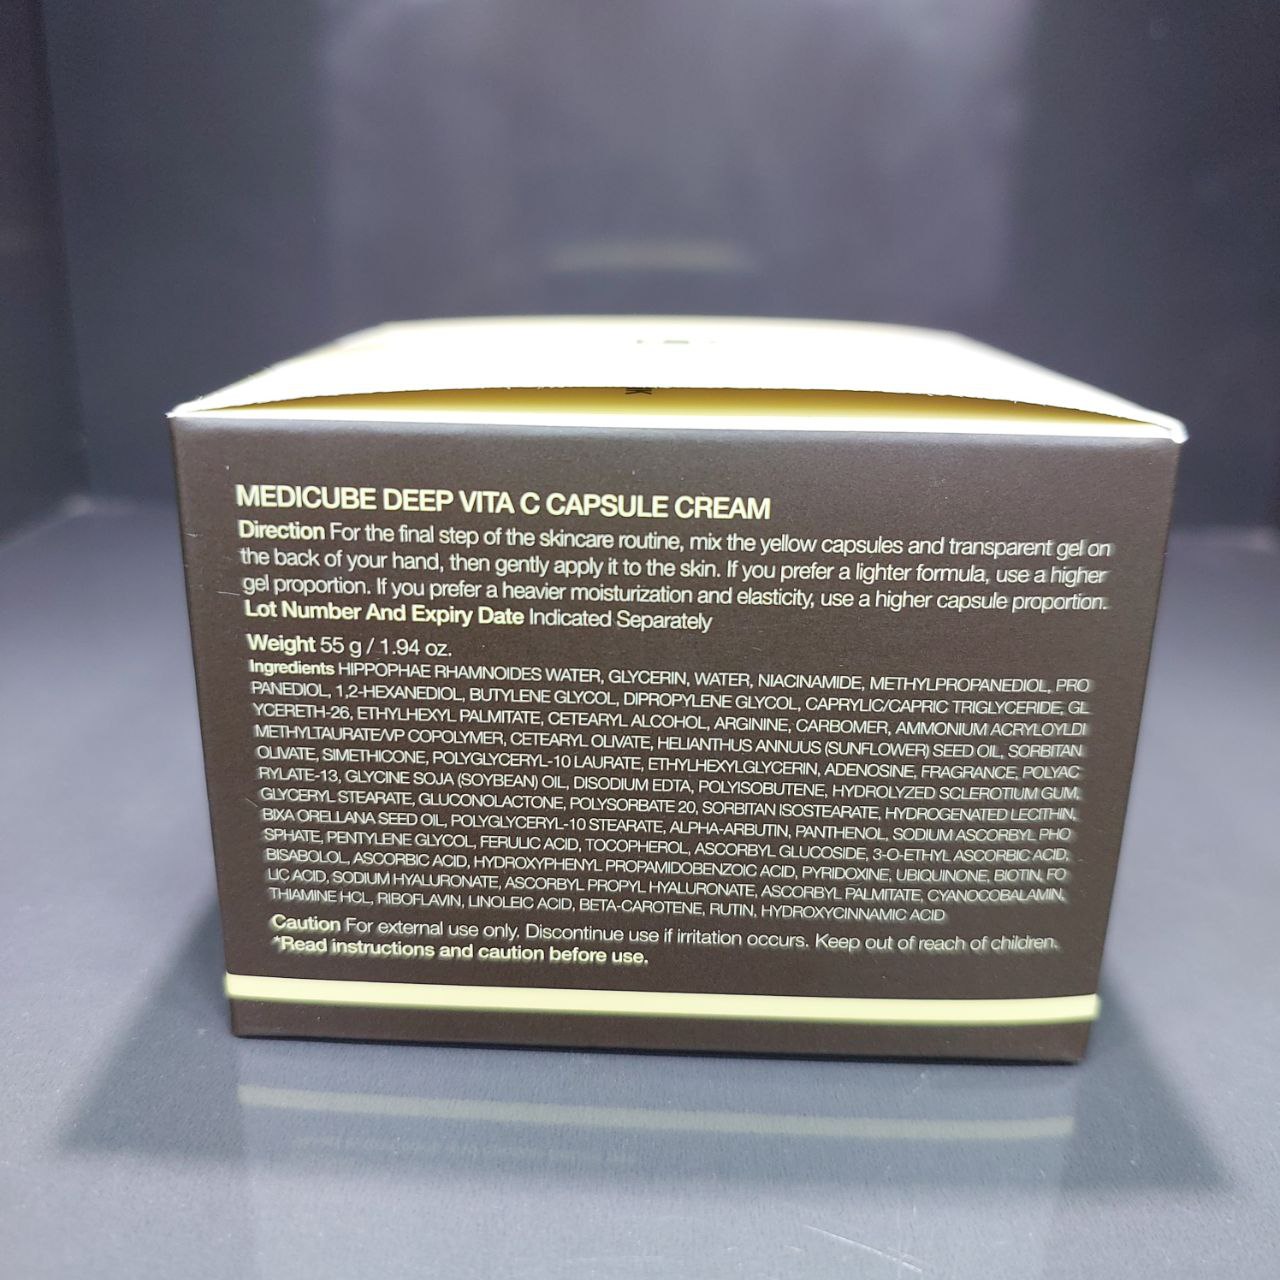 MEDICUBE DEEP VITA C CAPSULE CREAM
Direction For the final step of the skincare routine, mix the yellow capsules and transparent gel on
the back of your hand, then gently apply it to the skin. If you prefer a lighter formula, use a higher
gel proportion. If you prefer a heavier moisturization and elasticity, use a higher capsule proportion.
Lot Number And Expiry Date Indicated Separately
Weight 55 g / 1.94 oz.
Ingredients HIPPOPHAE RHAMNOIDES WATER, GLYCERIN, WATER, NIACINAMIDE, METHYLPROPANEDIOL, PRO
PANEDIOL, 1,2-HEXANEDIOL, BUTYLENE GLYCOL, DIPROPYLENE GLYCOL, CAPRYLIC/CAPRIC TRIGLYCERIDE, GL
YCERETH-26, ETHYLHEXYL PALMITATE, CETEARYL ALCOHOL, ARGININE, CARBOMER, AMMONIUM ACRYLOYLDI
METHYLTAURATE/VP COPOLYMER, CETEARYL OLIVATE, HELIANTHUS ANNUUS (SUNFLOWER) SEED OIL, SORBITAN
OLIVATE, SIMETHICONE, POLYGLYCERYL-10 LAURATE, ETHYLHEXYLGLYCERIN, ADENOSINE, FRAGRANCE, POLYAC
RYLATE-13, GLYCINE SOJA (SOYBEAN) OIL, DISODIUM EDTA, POLYISOBUTENE, HYDROLYZED SCLEROTIUM GUM,
GLYCERYL STEARATE, GLUCONOLACTONE, POLYSORBATE 20, SORBITAN ISOSTEARATE, HYDROGENATED LECITHIN,
BIXA ORELLANA SEED OIL, POLYGLYCERYL-10 STEARATE, ALPHA-ARBUTIN, PANTHENOL, SODIUM ASCORBYL PHO
SPHATE, PENTYLENE GLYCOL, FERULIC ACID, TOCOPHEROL, ASCORBYL GLUCOSIDE, 3-O-ETHYL ASCORBIC ACID,
BISABOLOL, ASCORBIC ACID, HYDROXYPHENYL PROPAMIDOBENZOIC ACID, PYRIDOXINE, UBIQUINONE, BIOTIN, FO
LIC ACID, SODIUM HYALURONATE, ASCORBYL PROPYL HYALURONATE, ASCORBYL PALMITATE, CYANOCOBALAMIN,
THIAMINE HCL, RIBOFLAVIN, LINOLEIC ACID, BETA-CAROTENE, RUTIN, HYDROXYCINNAMIC ACID
Caution For external use only. Discontinue use if irritation occurs. Keep out of reach of children.
*Read instructions and caution before use.